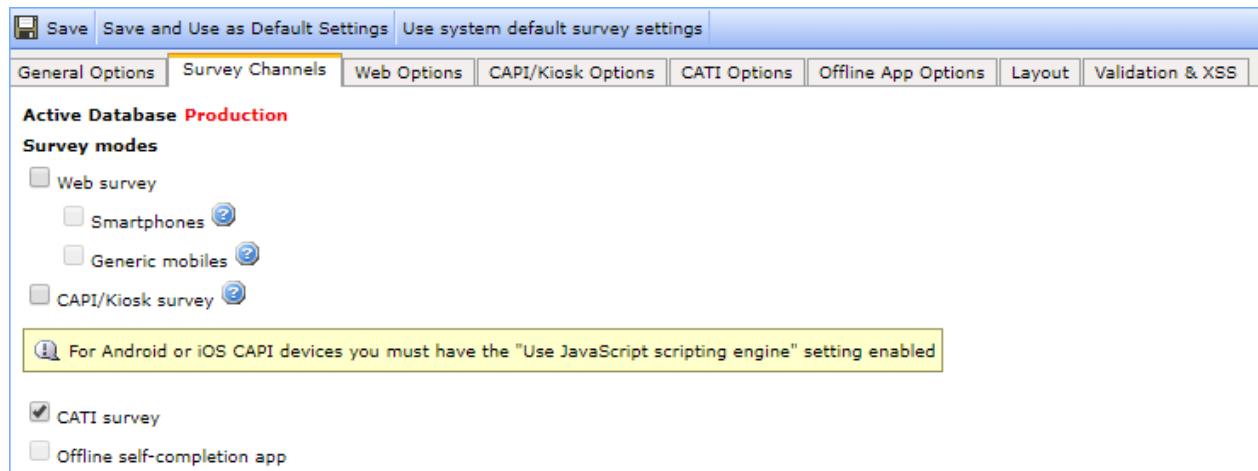 Save Save and Use as Default Settings Use system default survey settings
General Options Survey Channels Web Options CAPI/Kiosk Options CATI Options Offline App Options Layout Validation & XSS
Active Database Production
Survey modes
Web survey
Smartphones ?
Generic mobiles ?
CAPI/Kiosk survey ?
For Android or iOS CAPI devices you must have the "Use JavaScript scripting engine" setting enabled
CATI survey
Offline self-completion app